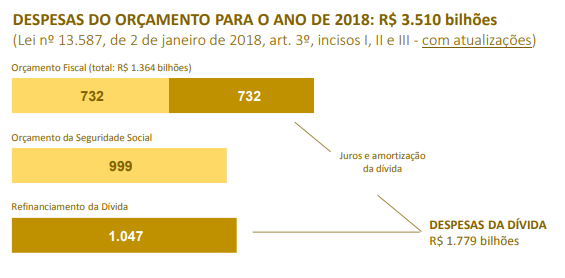 DESPESAS DO ORÇAMENTO PARA O ANO DE 2018: R$ 3.510 bilhões
(Lei nº 13.587, de 2 de janeiro de 2018, art. 3º, incisos I, II e III - com atualizações)
Orçamento Fiscal (total: R$ 1.364 bilhões)
732 732
Orçamento da Seguridade Social
Juros e amortização
da dívida
999
Refinanciamento da Dívida
1.047
DESPESAS DA DÍVIDA
R$ 1.779 bilhões